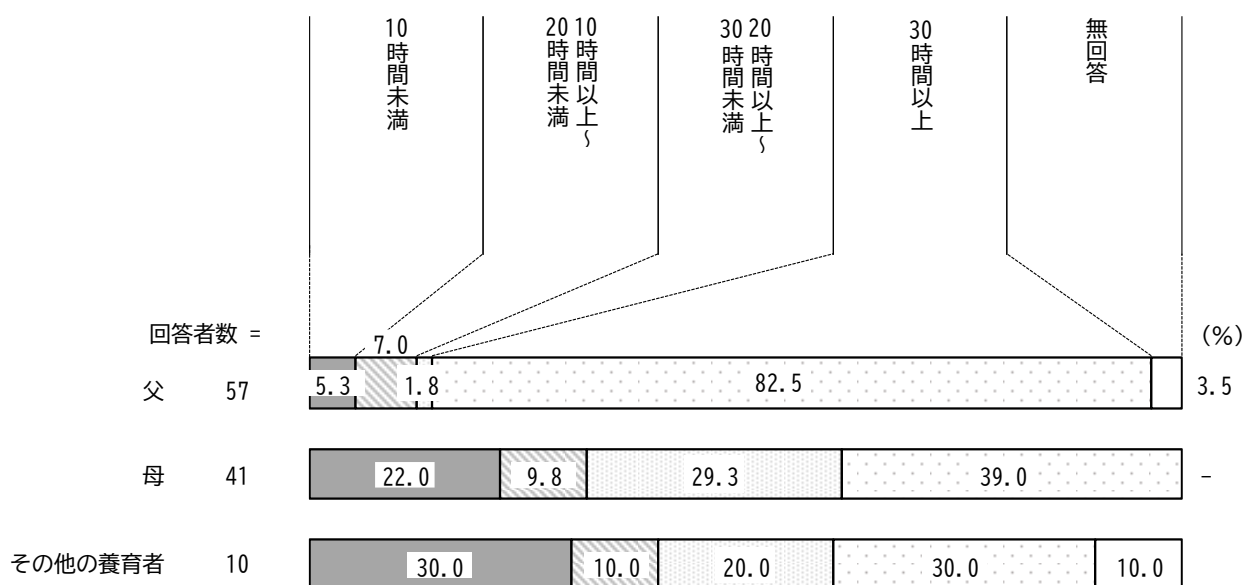 10時間未満
10時間以上～
20時間未満
20時間以上～
30時間未満
30時間以上
無回答
回答者数 =
(%)
7.0
父 57 5.3 1.8 82.5 3.5
母 41 22.0 9.8 29.3 39.0 -
その他の養育者 10 30.0 10.0 20.0 30.0 10.0